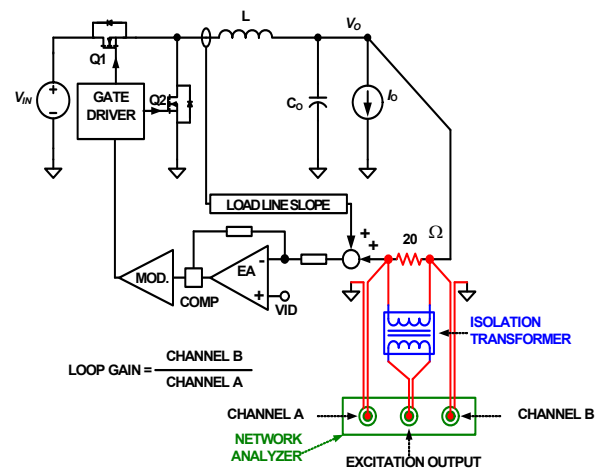 L
V_O
Q1
V_IN
+
−
GATE
DRIVER
Q2
C_O
I_O
LOAD LINE SLOPE
+
+
20 Ω
MOD.
COMP
EA
-
+
VID
ISOLATION
TRANSFORMER
LOOP GAIN = CHANNEL B
CHANNEL A
CHANNEL A
CHANNEL B
NETWORK
ANALYZER
EXCITATION OUTPUT